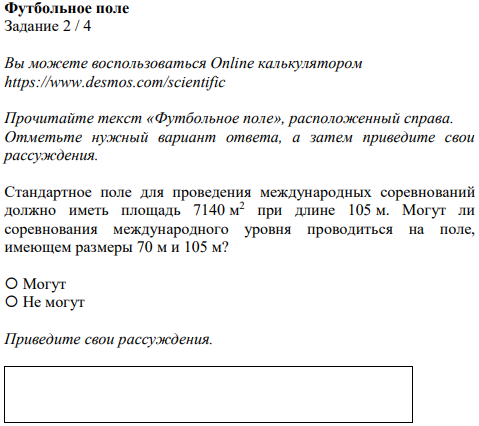 Футбольное поле
Задание 2 / 4
Вы можете воспользоваться Online калькулятором
https://www.desmos.com/scientific
Прочитайте текст «Футбольное поле», расположенный справа.
Отметьте нужный вариант ответа, а затем приведите свои
рассуждения.
Стандартное поле для проведения международных соревнований
должно иметь площадь 7140 м² при длине 105 м. Могут ли
соревнования международного уровня проводиться на поле,
имеющем размеры 70 м и 105 м?
Могут
Не могут
Приведите свои рассуждения.